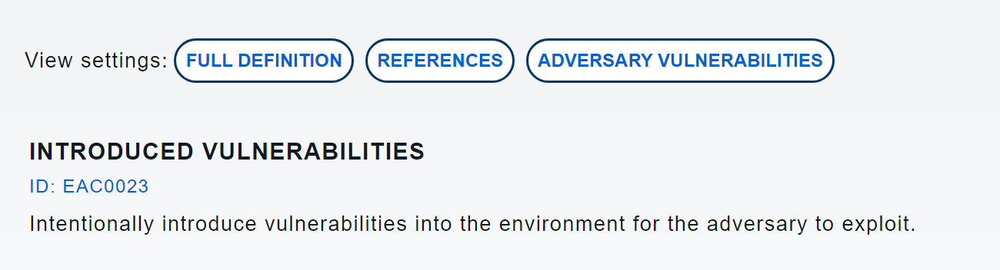 View settings: FULL DEFINITION REFERENCES ADVERSARY VULNERABILITIES
INTRODUCED VULNERABILITIES
ID: EAC0023
Intentionally introduce vulnerabilities into the environment for the adversary to exploit.